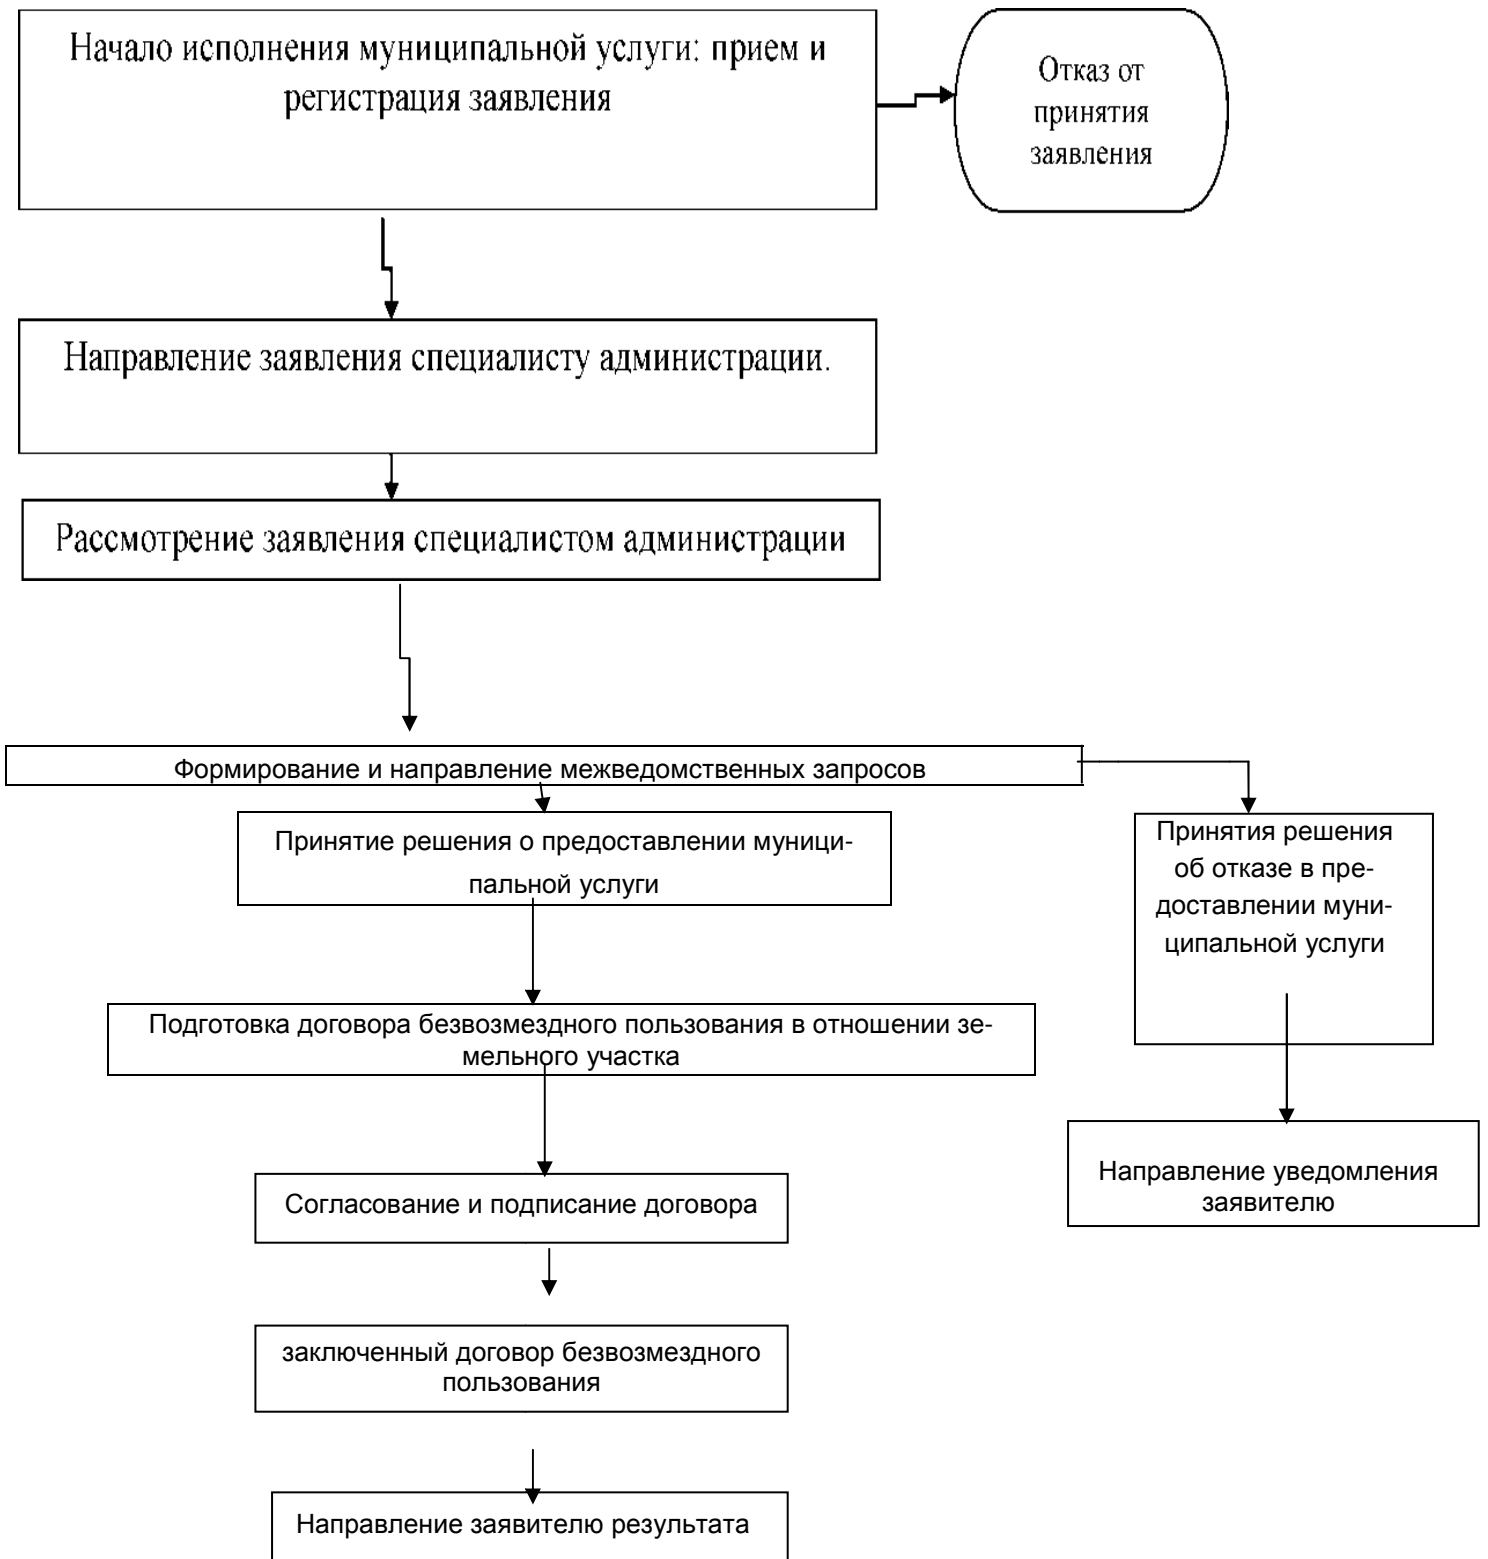 Начало исполнения муниципальной услуги: прием и
регистрация заявления
Отказ от
принятия
заявления
Направление заявления специалисту администрации.
Рассмотрение заявления специалистом администрации
Формирование и направление межведомственных запросов
Принятие решения о предоставлении муници-
пальной услуги
Принятия решения
об отказе в пре-
доставлении муни-
ципальной услуги
Подготовка договора безвозмездного пользования в отношении зе-
мельного участка
Направление уведомления
заявителю
Согласование и подписание договора
заключенный договор безвозмездного
пользования
Направление заявителю результата